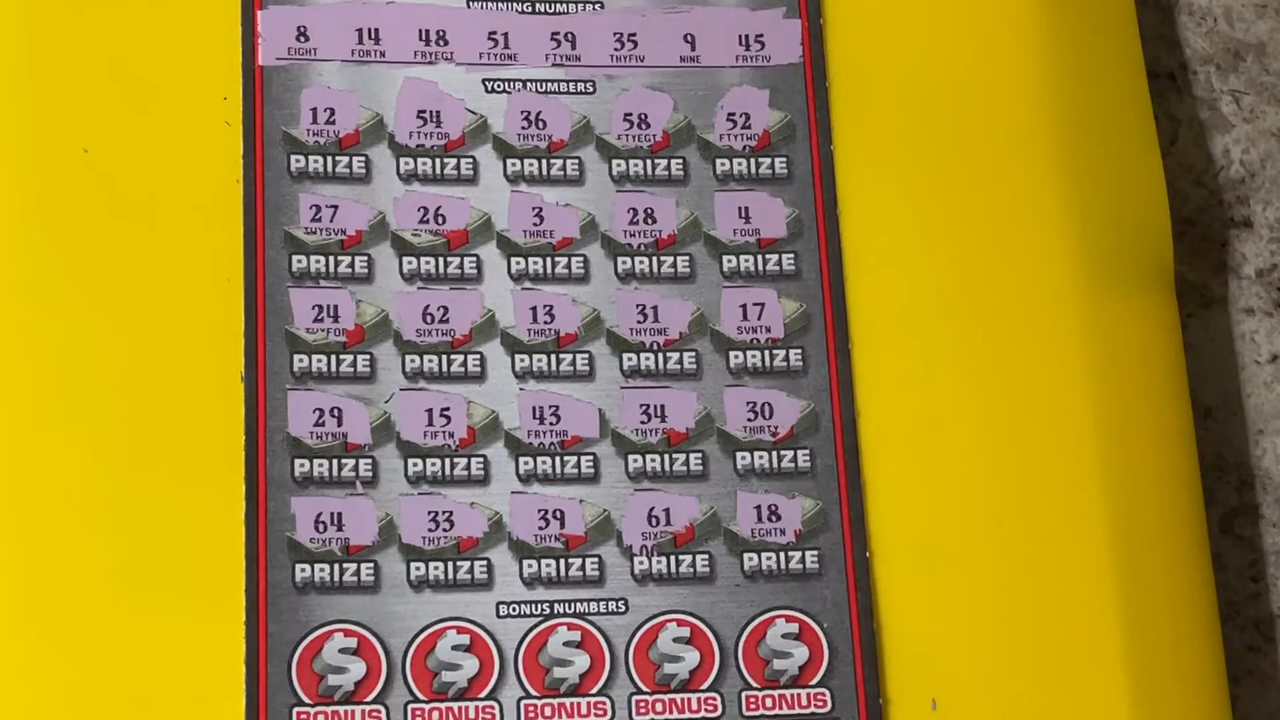 WINNING NUMBERS
8 14 48 51 59 35 9 45
EIGHT FORTN FRYEGT FTYONE FTYNIN THYFIV NINE FRYFIV
YOUR NUMBERS
12 54 36 58 52
TWELV FTYFOR THYSIX FTYEGT FTYTWO
PRIZE PRIZE PRIZE PRIZE PRIZE
27 26 3 28 4
TWYSVN THREE TWYEGT FOUR
PRIZE PRIZE PRIZE PRIZE PRIZE
24 62 13 31 17
TWYFOR SIXTWO THRTN THYONE SVNTN
PRIZE PRIZE PRIZE PRIZE PRIZE
29 15 43 34 30
TWYNIN FIFTN FRYTHR THIRTY
PRIZE PRIZE PRIZE PRIZE PRIZE
64 33 39 61 18
SIXFOR EGHTN
PRIZE PRIZE PRIZE PRIZE PRIZE
BONUS NUMBERS
$ $ $ $ $
BONUS BONUS BONUS BONUS BONUS